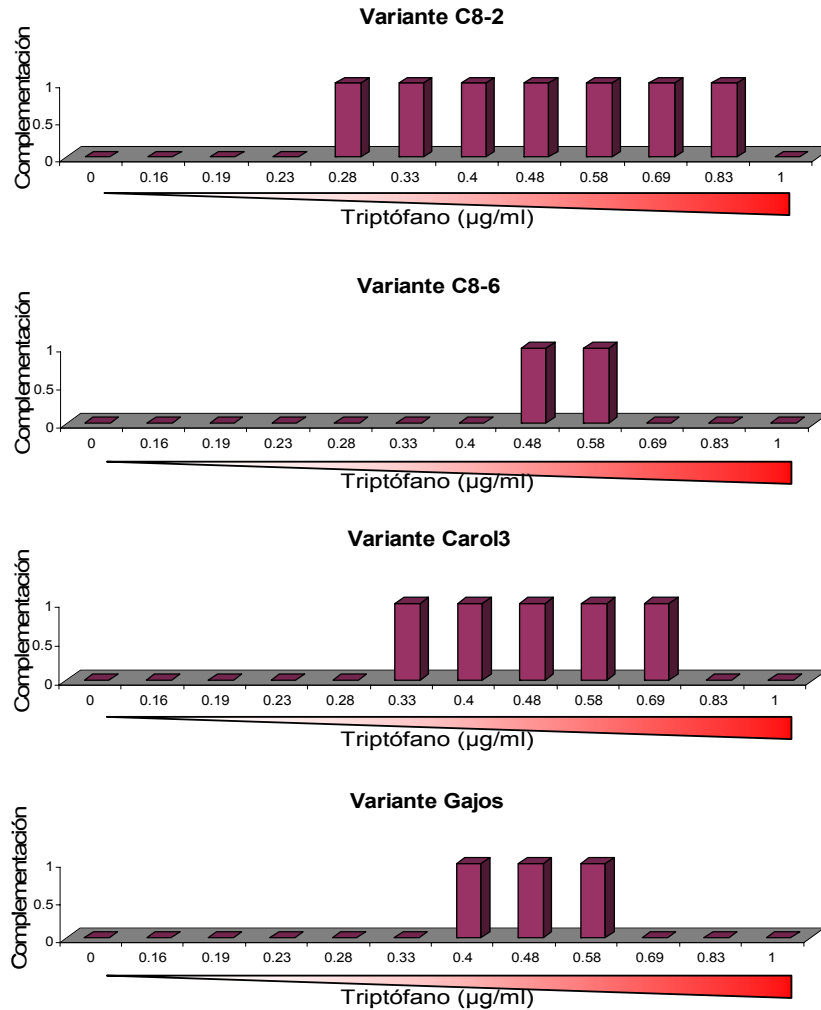 Variante C8-2
Complementación
1
0.5
0
0 0.16 0.19 0.23 0.28 0.33 0.4 0.48 0.58 0.69 0.83 1
Triptófano (µg/ml)
Variante C8-6
Complementación
1
0.5
0
0 0.16 0.19 0.23 0.28 0.33 0.4 0.48 0.58 0.69 0.83 1
Triptófano (µg/ml)
Variante Carol3
Complementación
1
0.5
0
0 0.16 0.19 0.23 0.28 0.33 0.4 0.48 0.58 0.69 0.83 1
Triptófano (µg/ml)
Variante Gajos
Complementación
1
0.5
0
0 0.16 0.19 0.23 0.28 0.33 0.4 0.48 0.58 0.69 0.83 1
Triptófano (µg/ml)